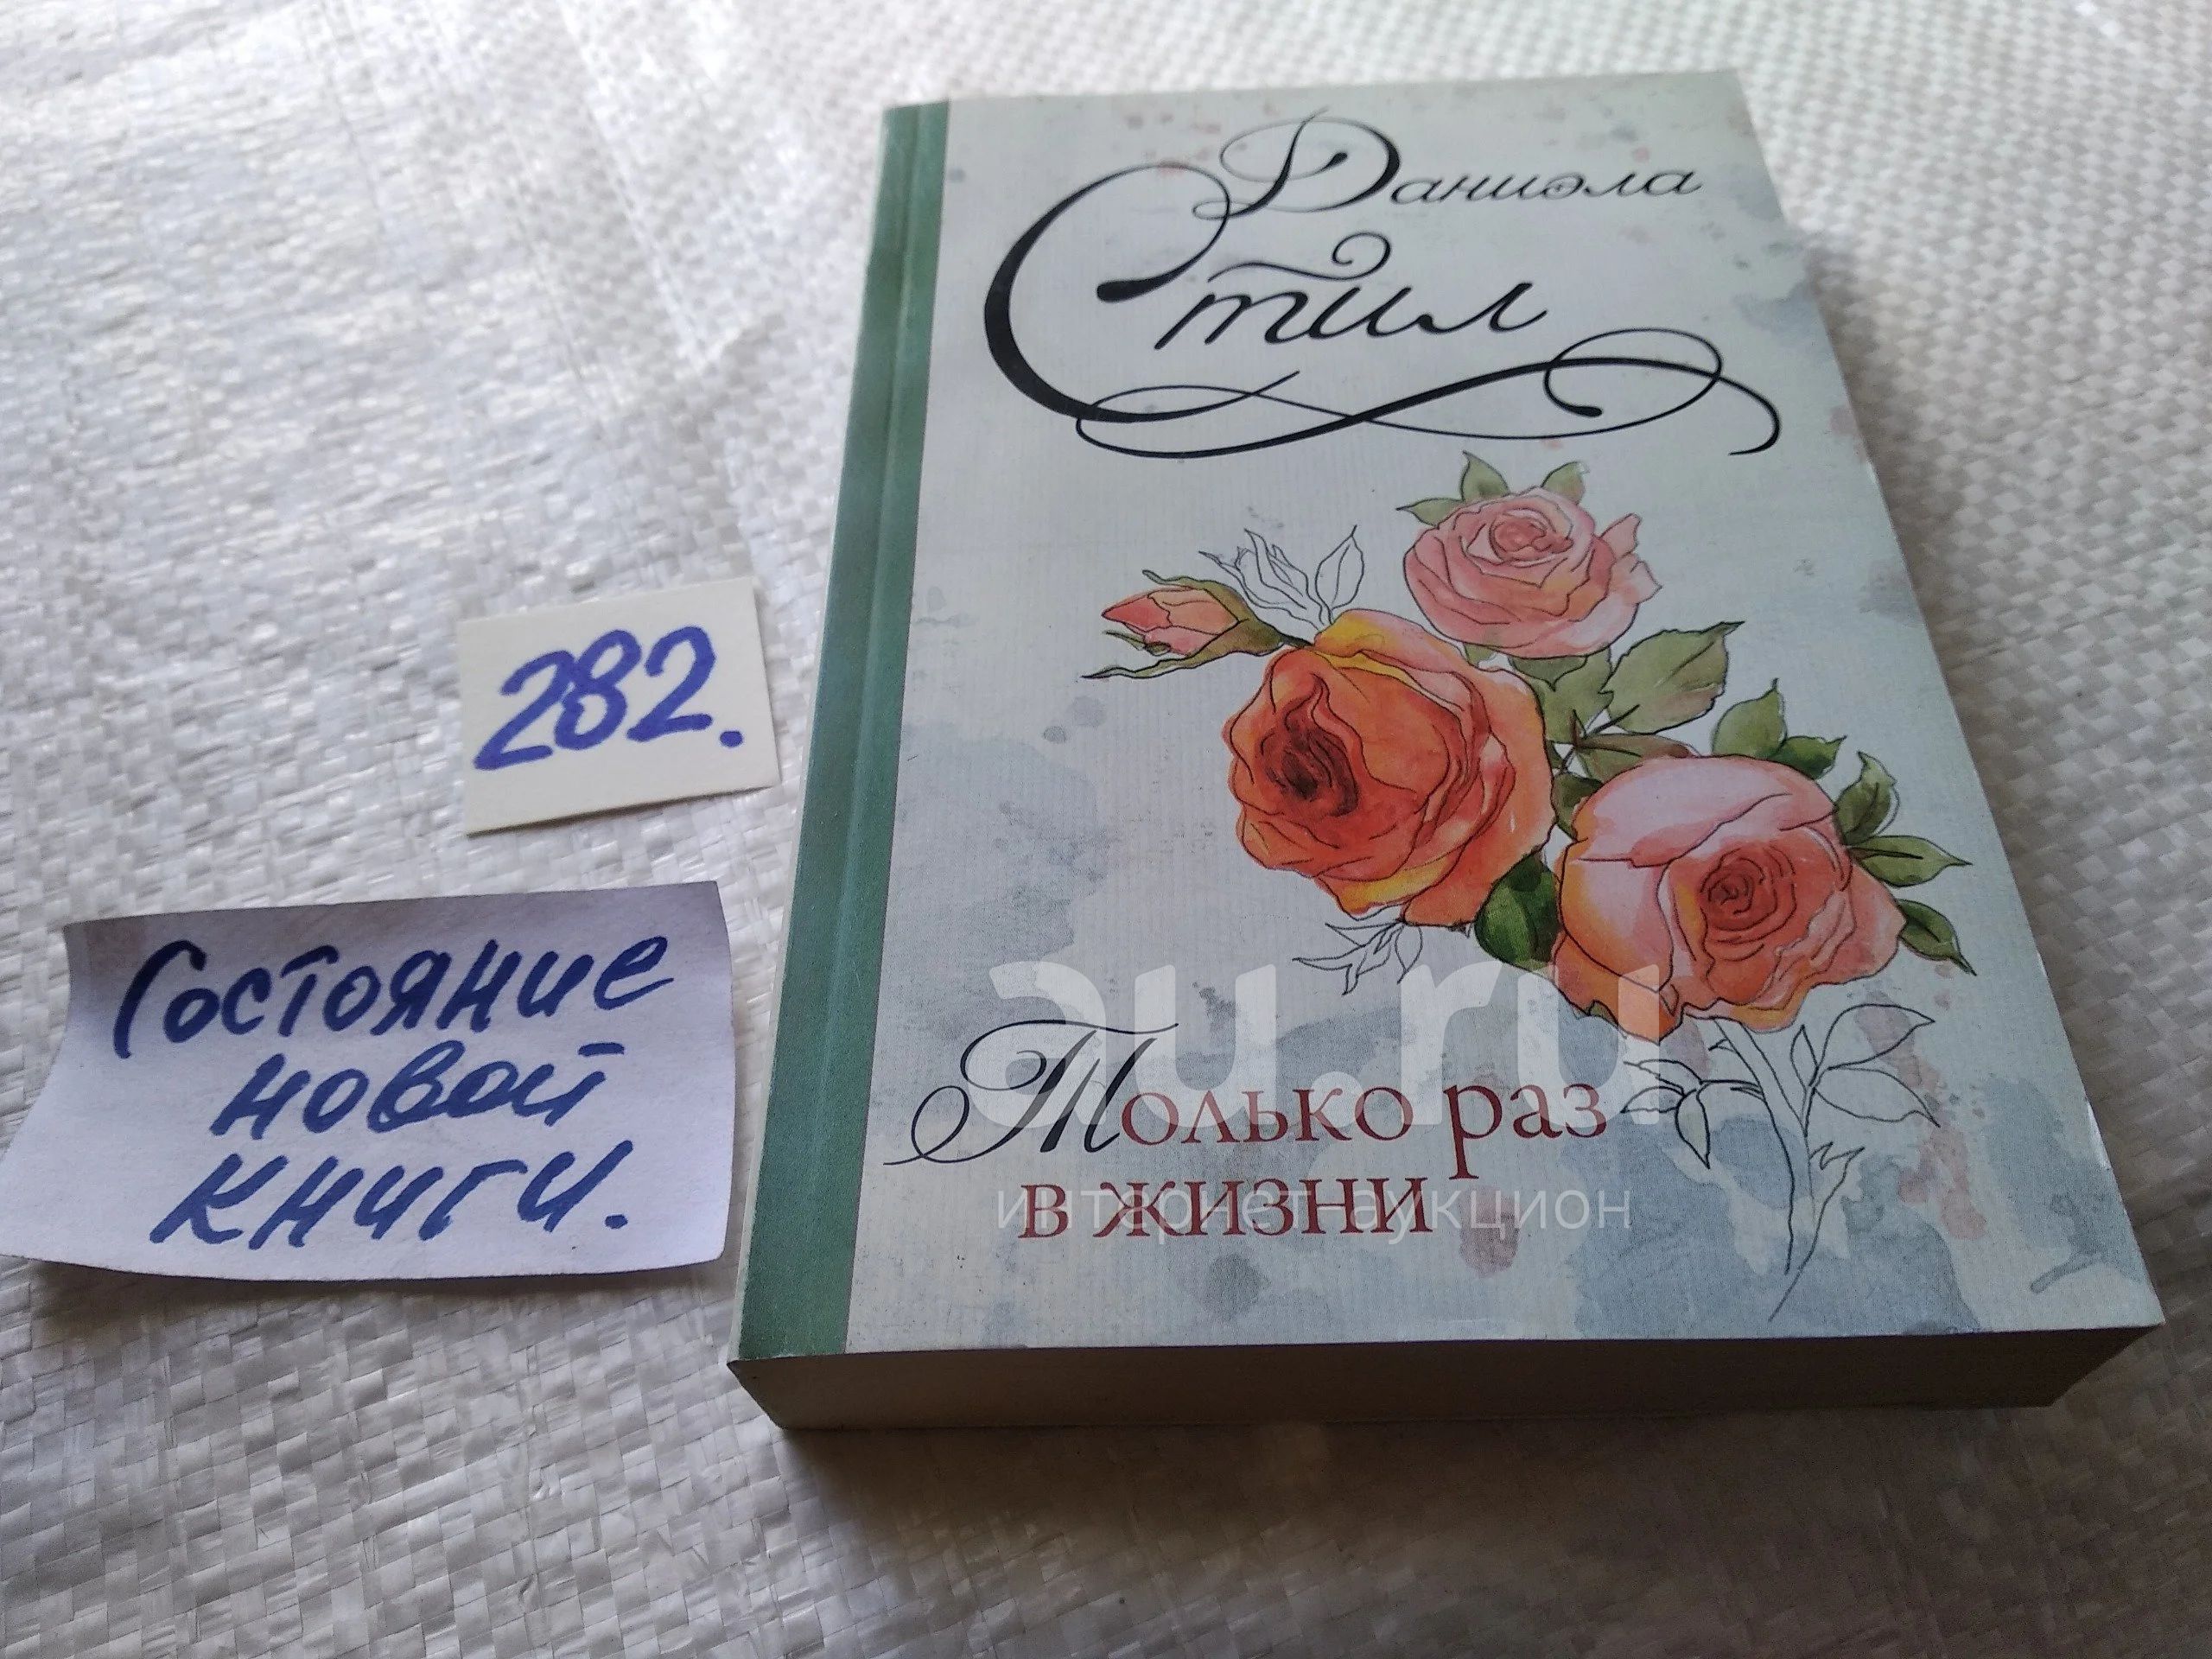 Даниэла
Стил
282.
Состояние
новой
книги.
au.ru
Только раз
в жизни
интернет аукцион